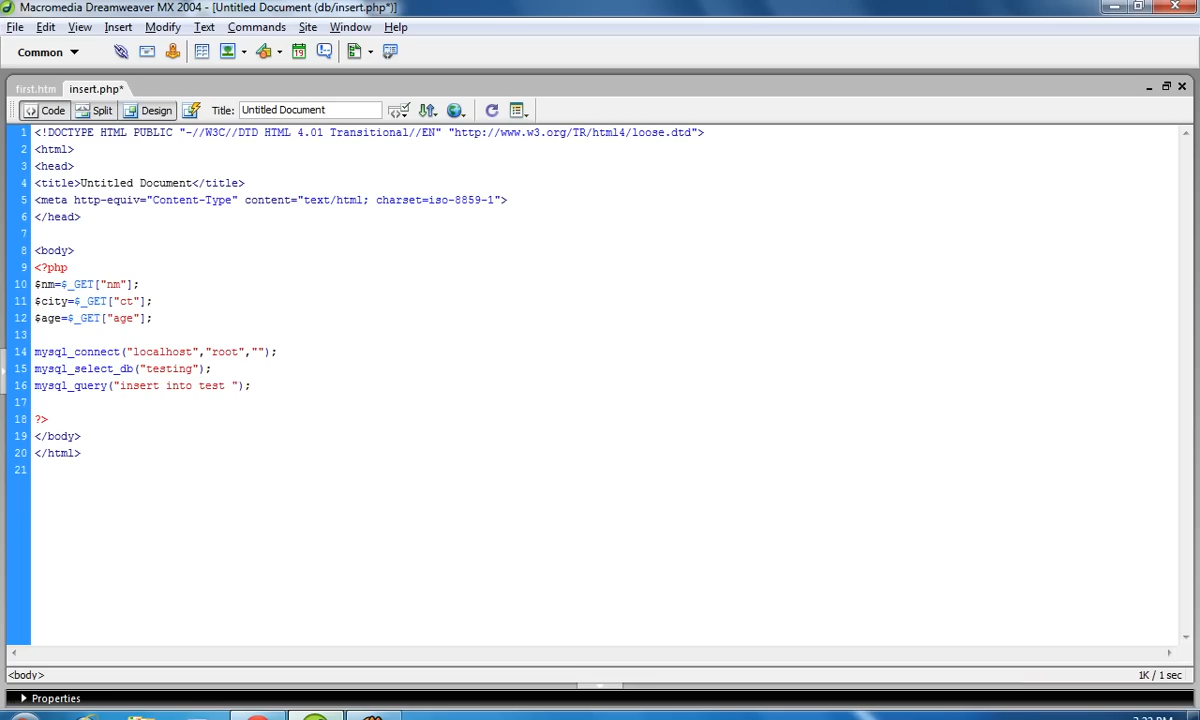 Macromedia Dreamweaver MX 2004 - [Untitled Document (db/insert.php*)]
File Edit View Insert Modify Text Commands Site Window Help
Common
first.htm insert.php*
Code Split Design Title: Untitled Document
1 <!DOCTYPE HTML PUBLIC "-//W3C//DTD HTML 4.01 Transitional//EN" "http://www.w3.org/TR/html4/loose.dtd">
2 <html>
3 <head>
4 <title>Untitled Document</title>
5 <meta http-equiv="Content-Type" content="text/html; charset=iso-8859-1">
6 </head>
7
8 <body>
9 <?php
10 $nm=$_GET["nm"];
11 $city=$_GET["ct"];
12 $age=$_GET["age"];
13
14 mysql_connect("localhost","root","");
15 mysql_select_db("testing");
16 mysql_query("insert into test ");
17
18 ?>
19 </body>
20 </html>
21
<body> 1K / 1 sec
Properties